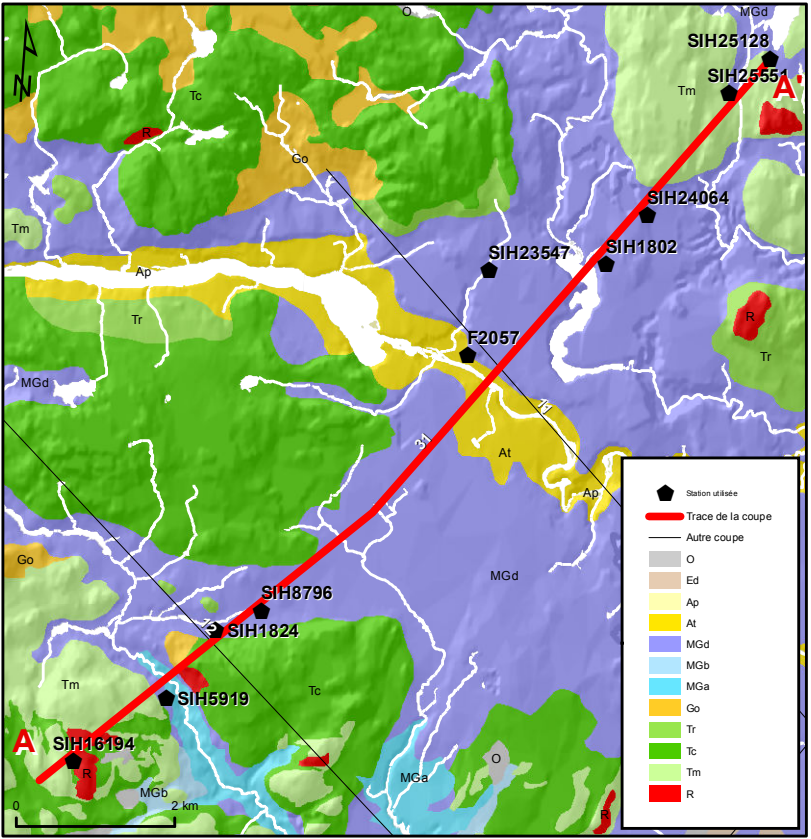 O
MGd
SIH25128
SIH25551
A'
Tm
N
Tc
R
Go
SIH24064
Tm
SIH23547
SIH1802
Ap
Tr
R
F2057
Tr
MGd
11
31
At
Ap
Station utilisée
Trace de la coupe
Autre coupe
O
Ed
Ap
At
MGd
MGb
MGa
Go
Tr
Tc
Tm
R
Go
MGd
SIH8796
15
SIH1824
Tm
SIH5919
Tc
A
SIH16194
R
O
MGa
MGb
R
0
2 km